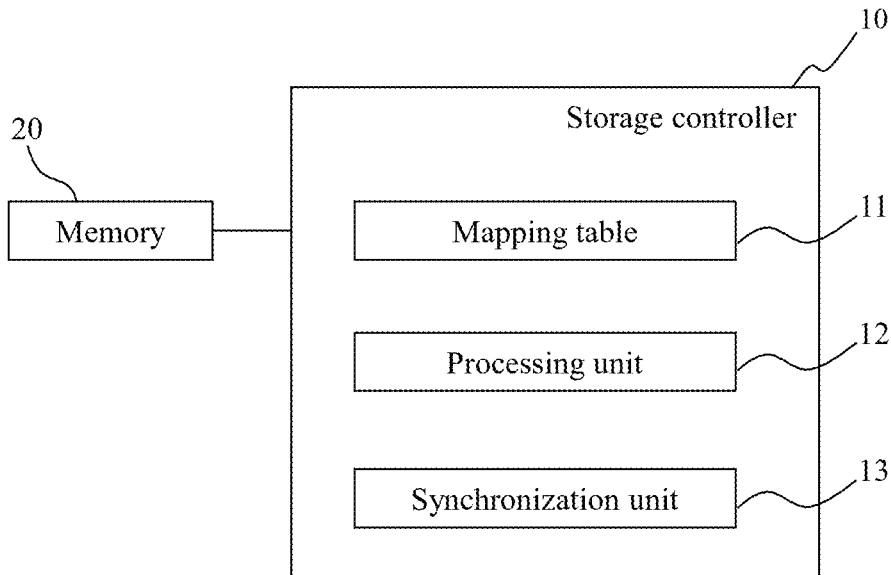 10
Storage controller
20
Memory
Mapping table
11
Processing unit
12
Synchronization unit
13